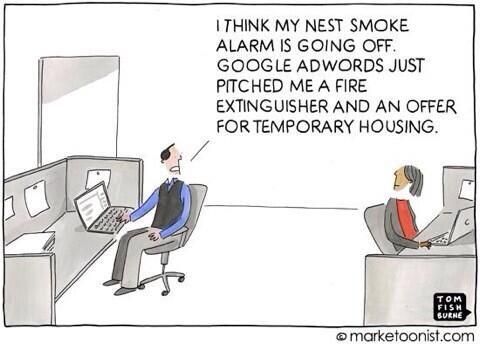 I THINK MY NEST SMOKE
ALARM IS GOING OFF.
GOOGLE ADWORDS JUST
PITCHED ME A FIRE
EXTINGUISHER AND AN OFFER
FOR TEMPORARY HOUSING.
TOM
FISH
BURNE
© marketoonist.com